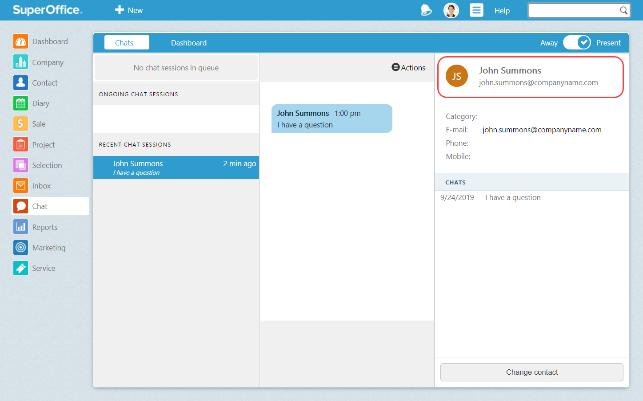 SuperOffice.
New
Help
Dashboard
Company
Contact
Diary
Sale
Project
Selection
Inbox
Chat
Reports
Marketing
Service
Chats
Dashboard
Away
Present
No chat sessions in queue
ONGOING CHAT SESSIONS
RECENT CHAT SESSIONS
John Summons 2 min ago
I have a question
Actions
John Summons 1:00 pm
I have a question
JS
John Summons
john.summons@companyname.com
Category:
E-mail: john.summons@companyname.com
Phone:
Mobile:
CHATS
9/24/2019 I have a question
Change contact